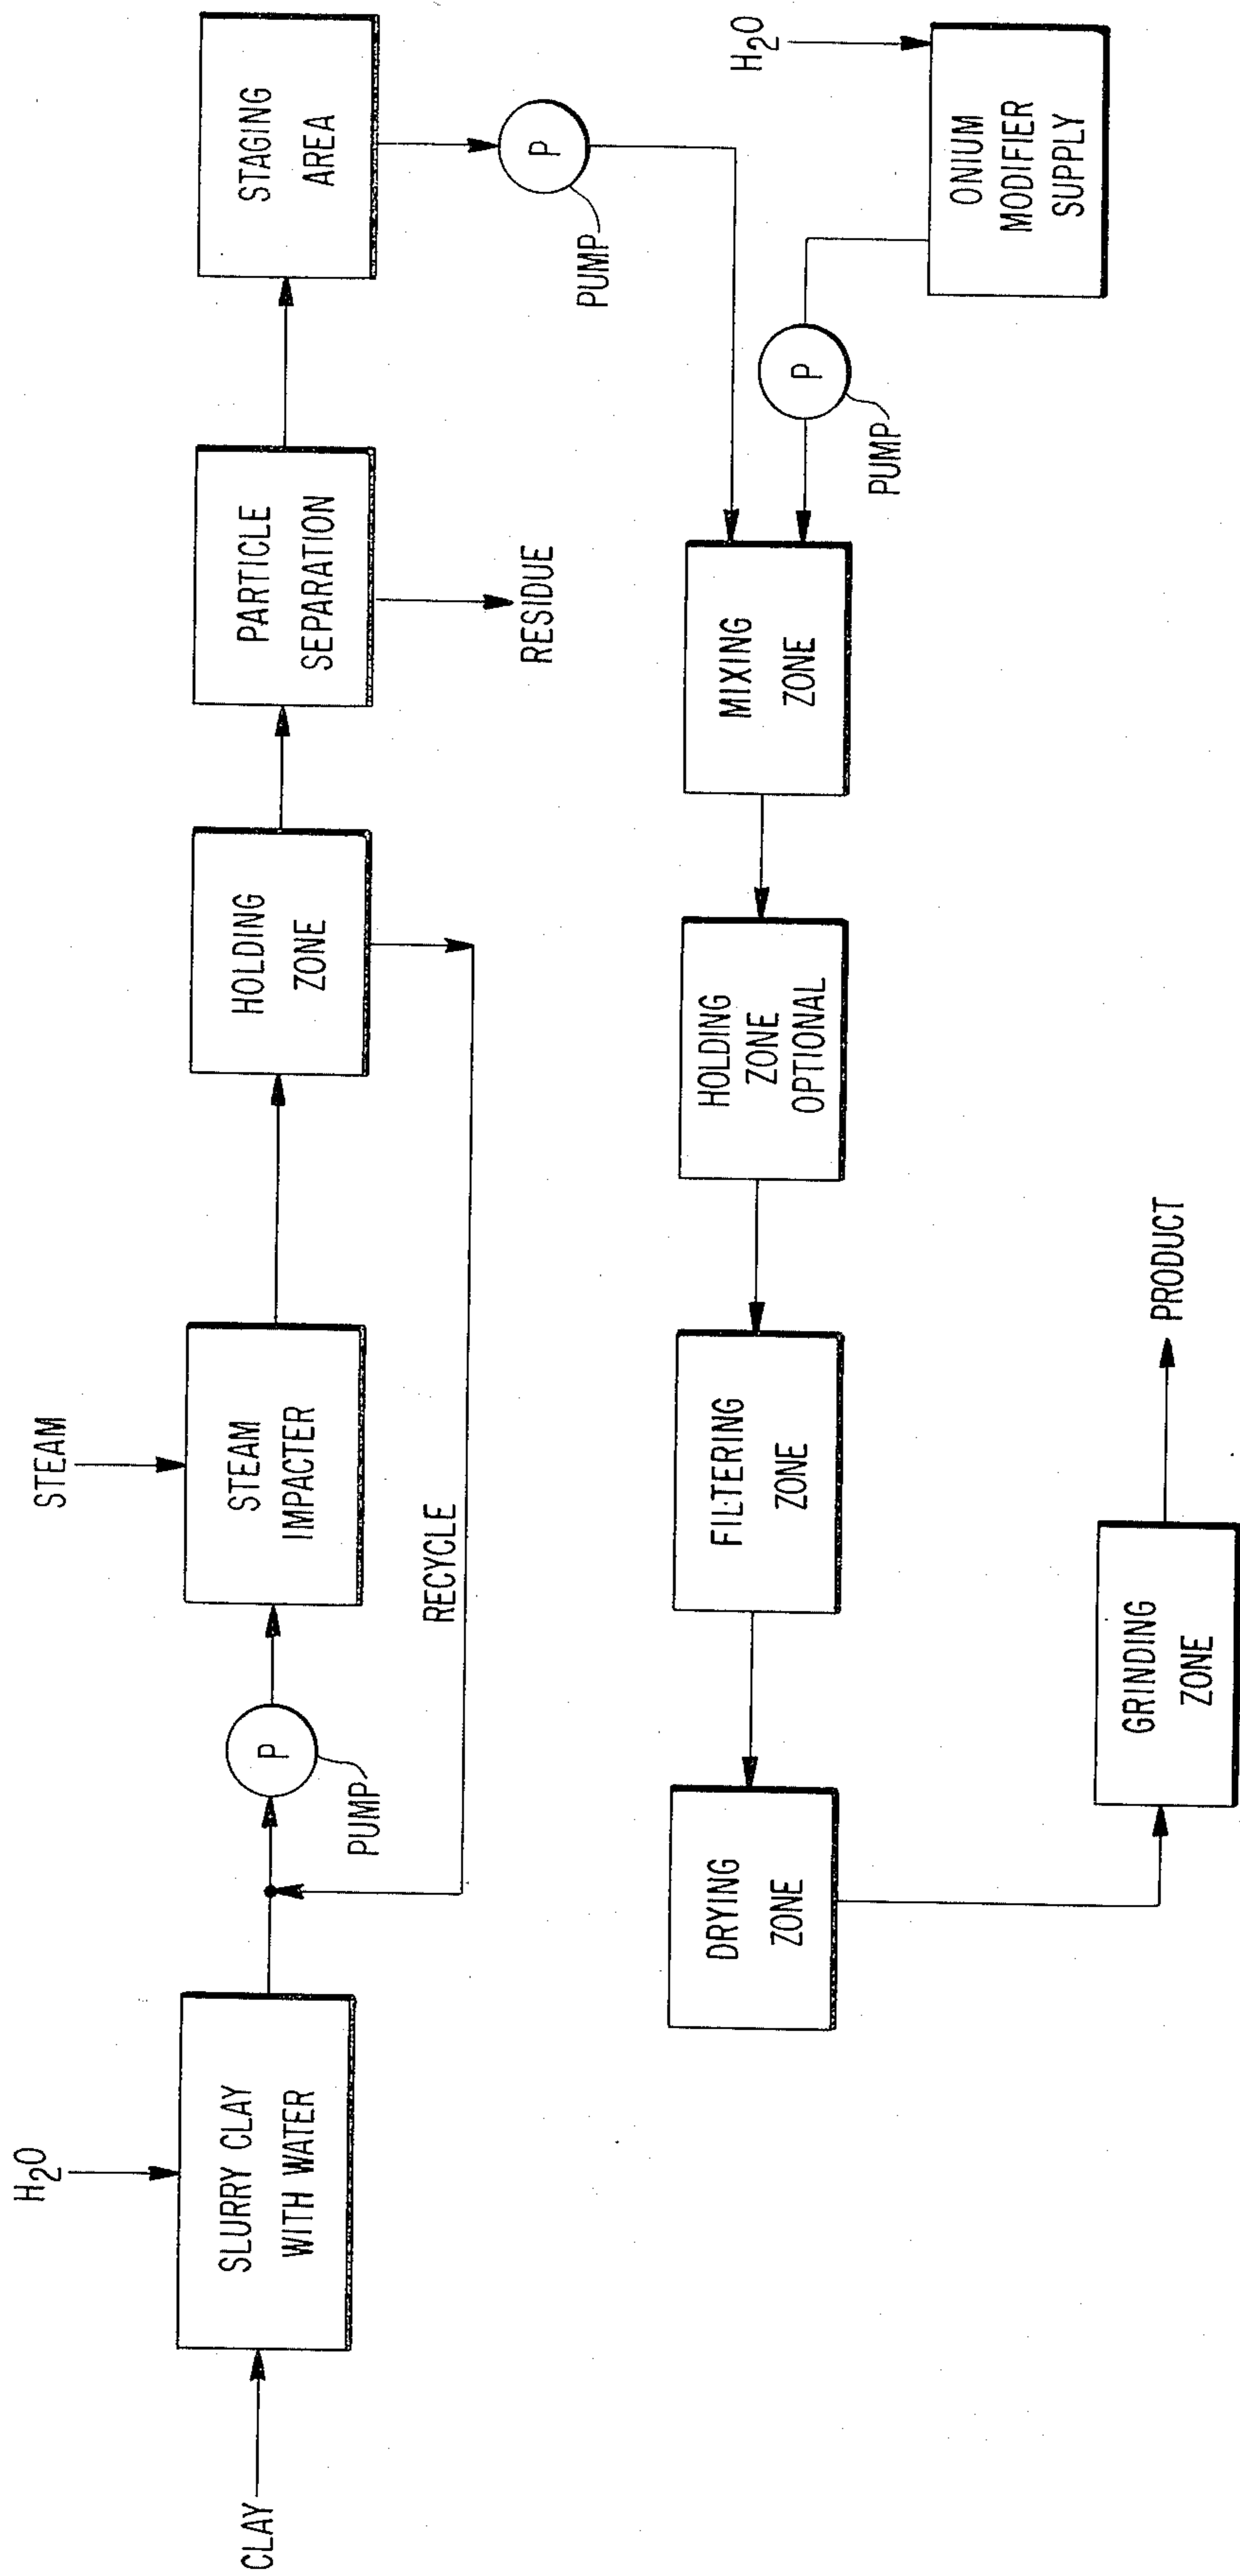 H2O
CLAY
SLURRY CLAY
WITH WATER
P
PUMP
STEAM
STEAM
IMPACTER
RECYCLE
HOLDING
ZONE
PARTICLE
SEPARATION
RESIDUE
STAGING
AREA
P
PUMP
H2O
ONIUM
MODIFIER
SUPPLY
P
PUMP
MIXING
ZONE
HOLDING
ZONE
OPTIONAL
FILTERING
ZONE
DRYING
ZONE
GRINDING
ZONE
PRODUCT